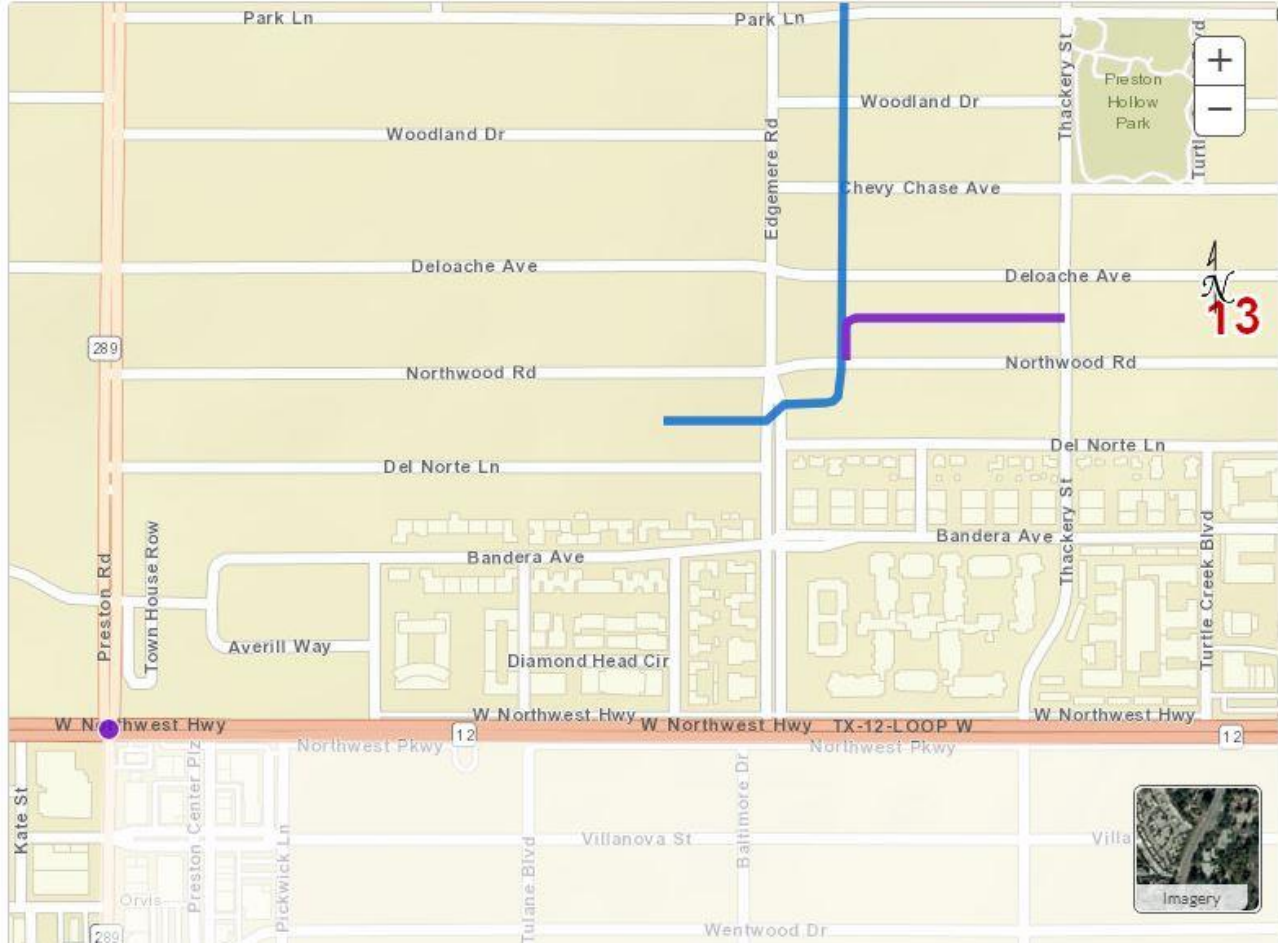 Park Ln
Park Ln
Thackery St
+
−
Preston
Hollow
Park
Woodland Dr
Woodland Dr
Edgemere Rd
Chevy Chase Ave
Deloache Ave
Deloache Ave
N
13
289
Northwood Rd
Northwood Rd
Del Norte Ln
Del Norte Ln
Preston Rd
Town House Row
Bandera Ave
Bandera Ave
Thackery St
Turtle Creek Blvd
Averill Way
Diamond Head Cir
W Northwest Hwy
W Northwest Hwy
W Northwest Hwy
TX-12-LOOP W
W Northwest Hwy
12
12
Northwest Pkwy
Northwest Pkwy
Kate St
Preston Center Plz
Pickwick Ln
Tulane Blvd
Baltimore Dr
Villanova St
Villa
Orvis
289
Wentwood Dr
Imagery